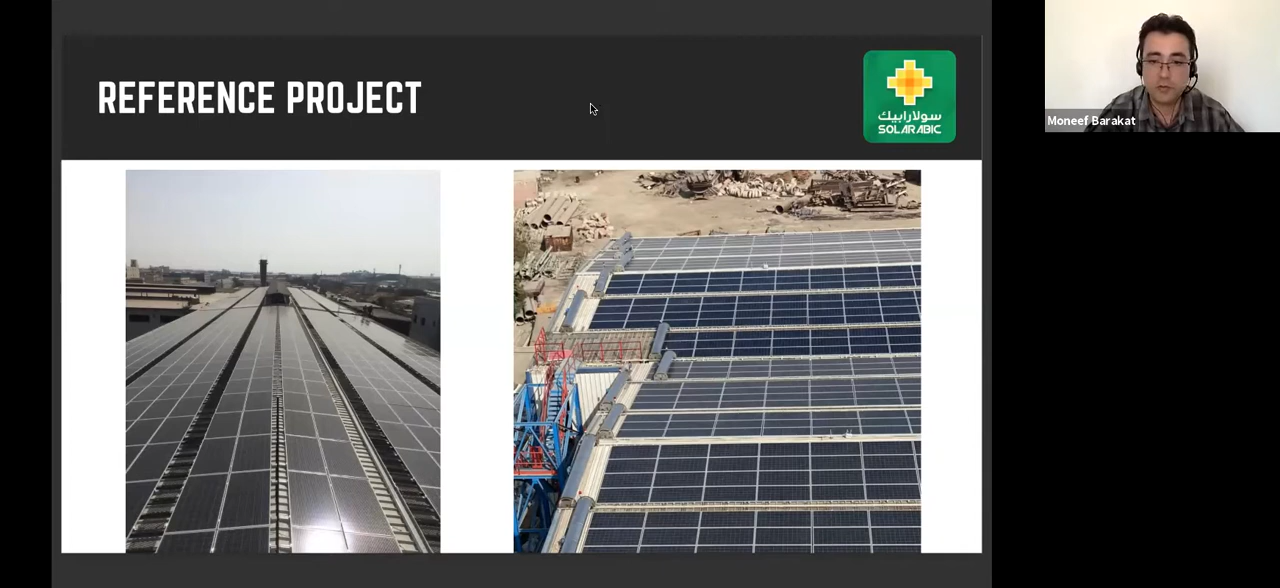 REFERENCE PROJECT
سولارابيك
SOLARABIC
Moneef Barakat